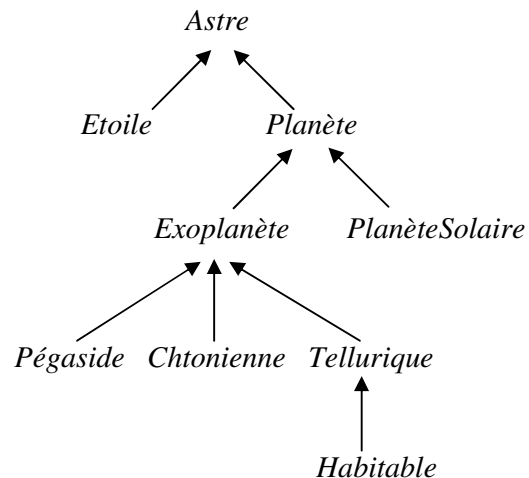 Astre
Etoile Planète
Exoplanète PlanèteSolaire
Pégaside Chtonienne Tellurique
Habitable